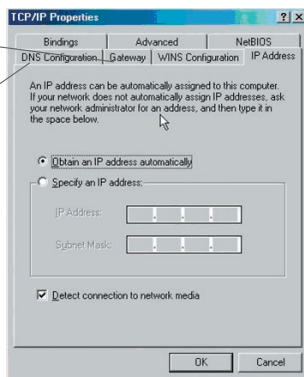 TCP/IP Properties
Bindings Advanced NetBIOS
DNS Configuration Gateway WINS Configuration IP Address
An IP address can be automatically assigned to this computer.
If your network does not automatically assign IP addresses, ask
your network administrator for an address, and then type it in
the space below.
Obtain an IP address automatically
Specify an IP address:
IP Address:
Subnet Mask:
Detect connection to network media
OK Cancel